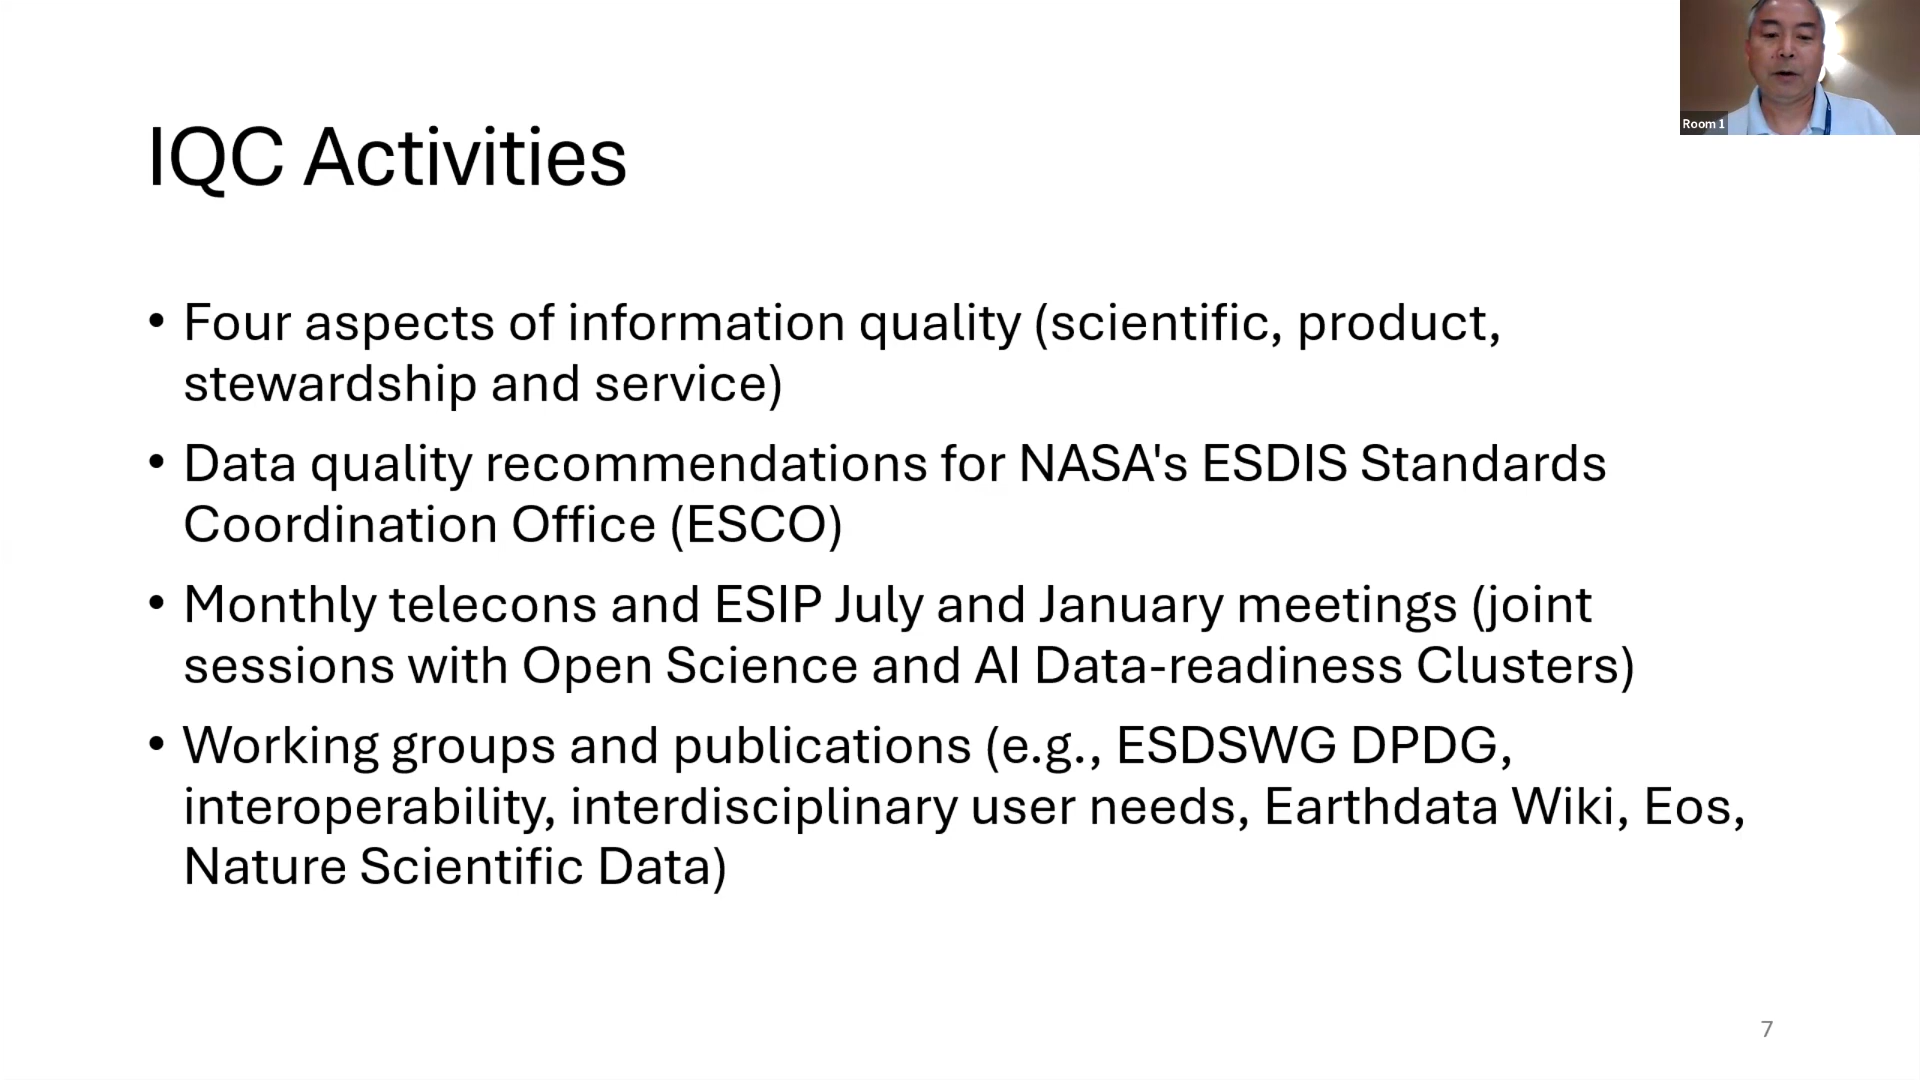 Room 1
IQC Activities
• Four aspects of information quality (scientific, product,
stewardship and service)
• Data quality recommendations for NASA's ESDIS Standards
Coordination Office (ESCO)
• Monthly telecons and ESIP July and January meetings (joint
sessions with Open Science and AI Data-readiness Clusters)
• Working groups and publications (e.g., ESDSWG DPDG,
interoperability, interdisciplinary user needs, Earthdata Wiki, Eos,
Nature Scientific Data)
7